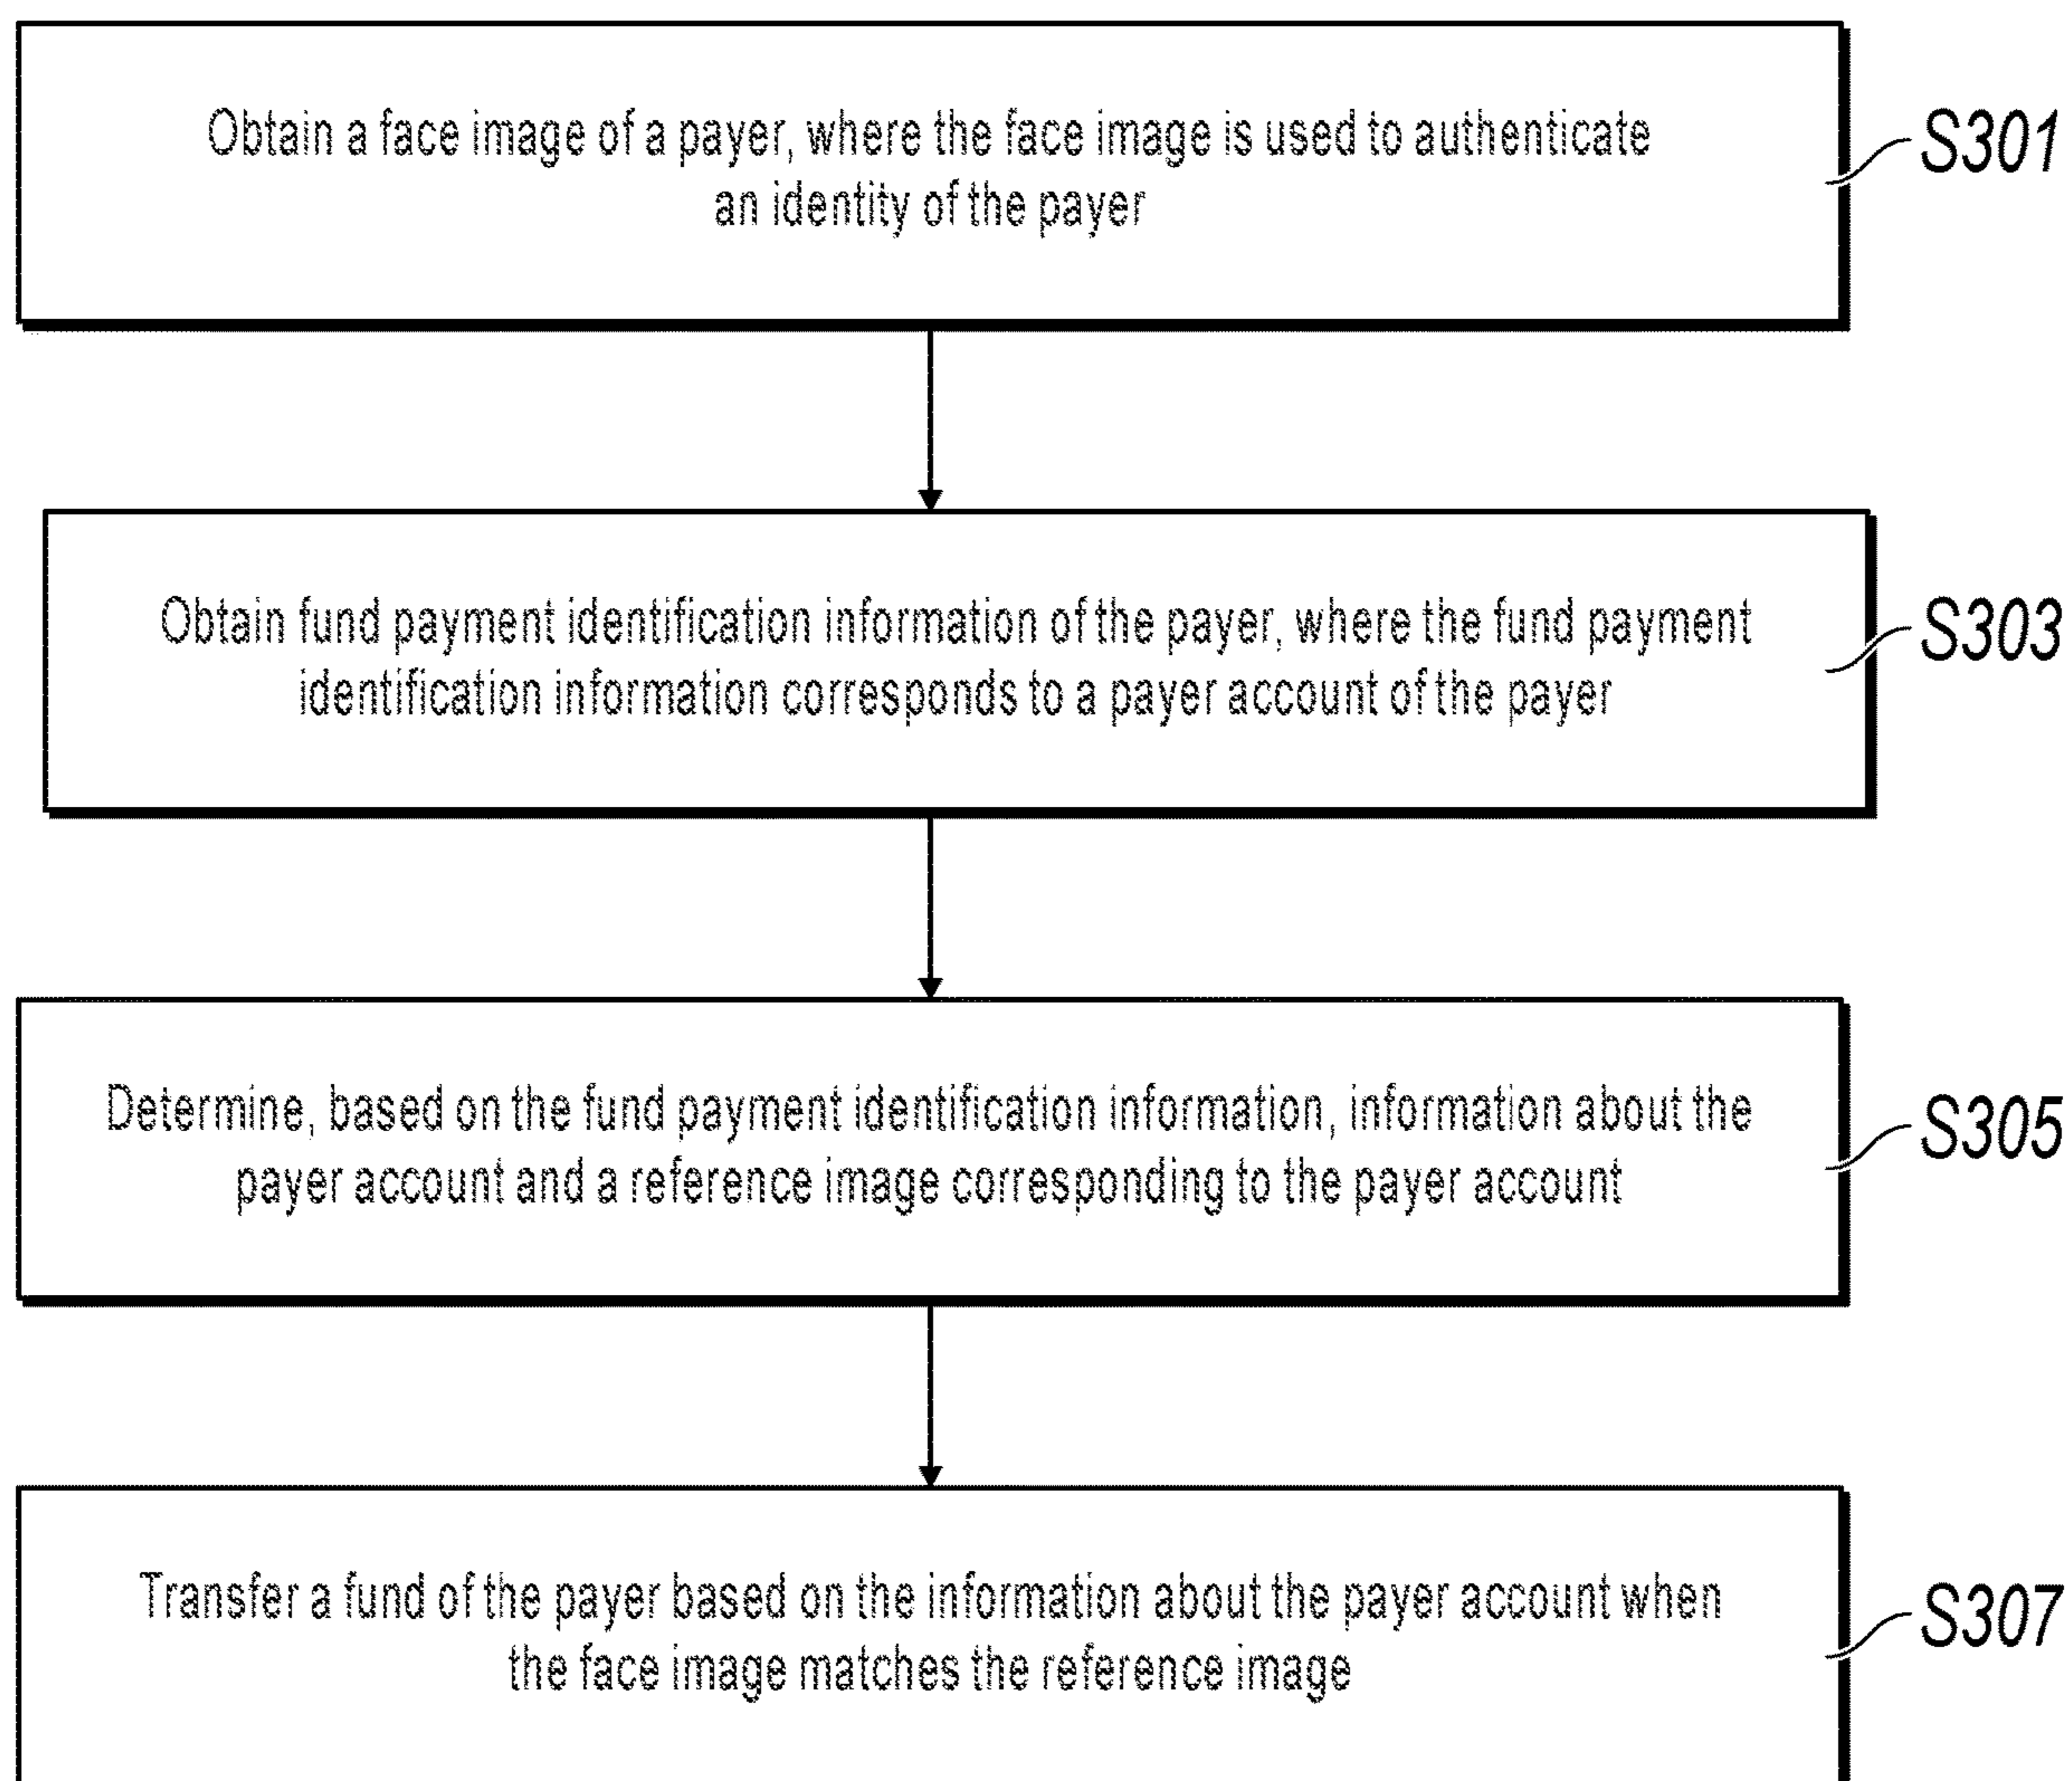 Obtain a face image of a payer, where the face image is used to authenticate
an identity of the payer
S301
Obtain fund payment identification information of the payer, where the fund payment
identification information corresponds to a payer account of the payer
S303
Determine, based on the fund payment identification information, information about the
payer account and a reference image corresponding to the payer account
S305
Transfer a fund of the payer based on the information about the payer account when
the face image matches the reference image
S307